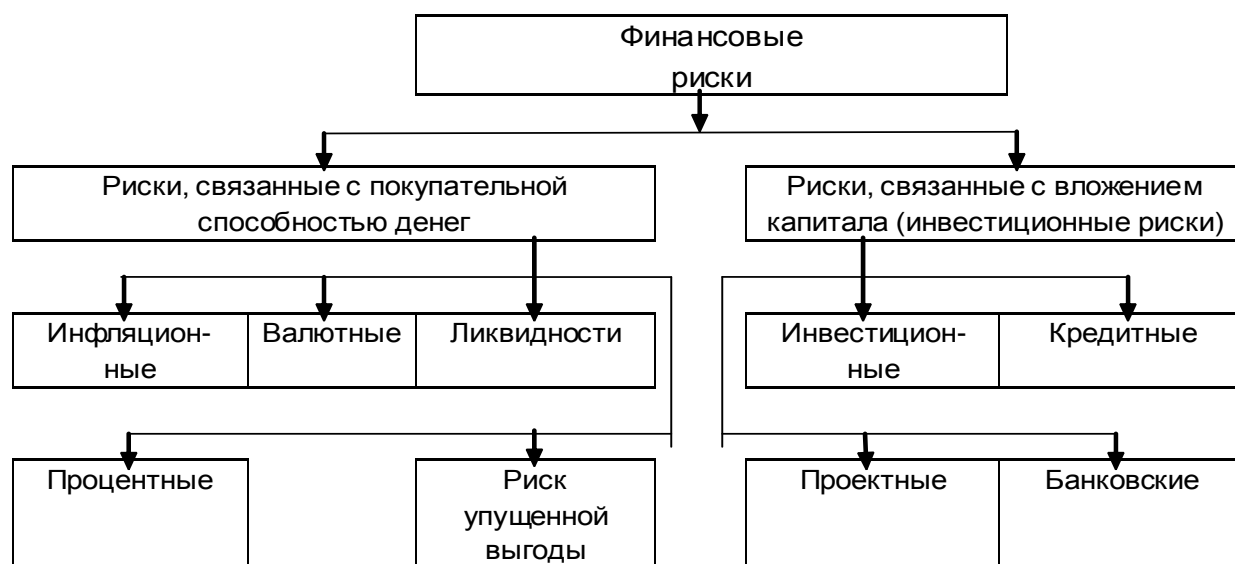 Финансовые
риски
Риски, связанные с покупательной
способностью денег
Риски, связанные с вложением
капитала (инвестиционные риски)
Инфляцион-
ные
Валютные
Ликвидности
Инвестицион-
ные
Кредитные
Процентные
Риск
упущенной
выгоды
Проектные
Банковские